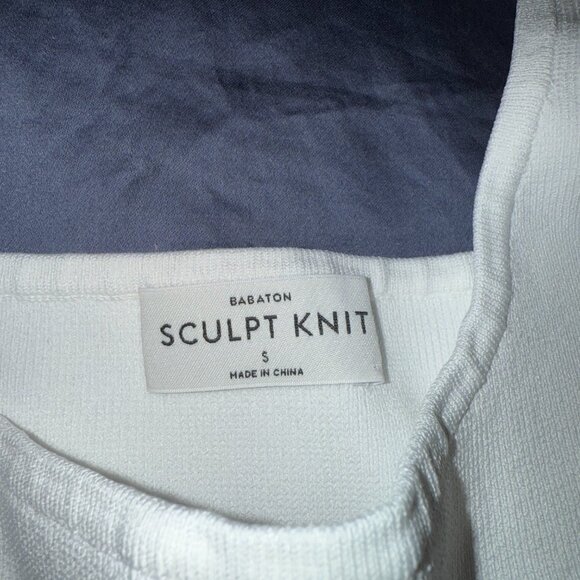 BABATON
SCULPT KNIT
S
MADE IN CHINA